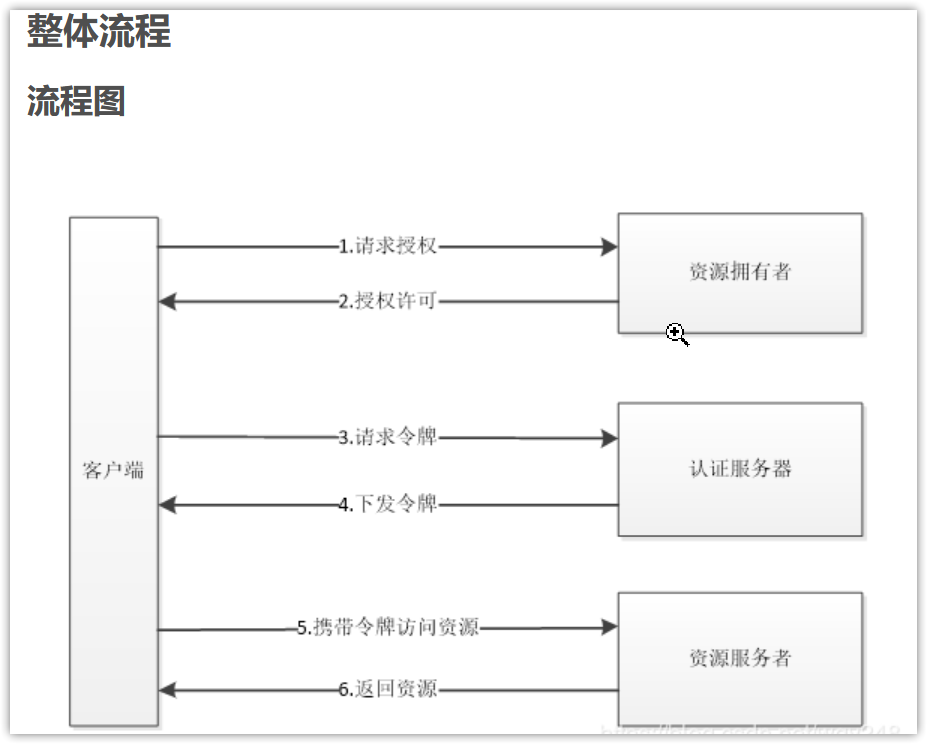 整体流程
流程图
1.请求授权
资源拥有者
2.授权许可
3.请求令牌
客户端
认证服务器
4.下发令牌
5.携带令牌访问资源
资源服务者
6.返回资源